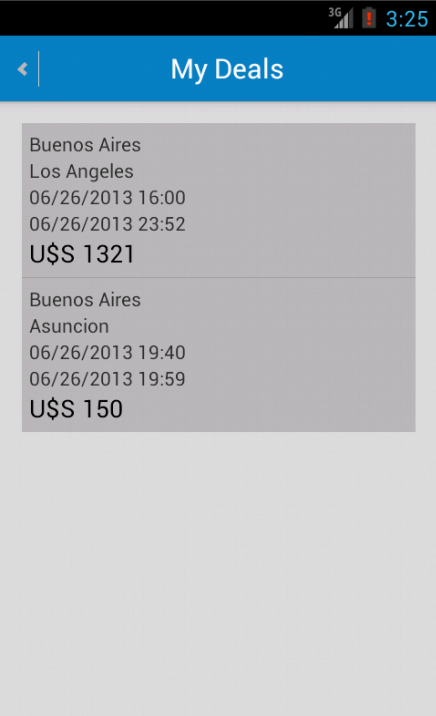 3G 3:25
My Deals
Buenos Aires
Los Angeles
06/26/2013 16:00
06/26/2013 23:52
U$S 1321
Buenos Aires
Asuncion
06/26/2013 19:40
06/26/2013 19:59
U$S 150